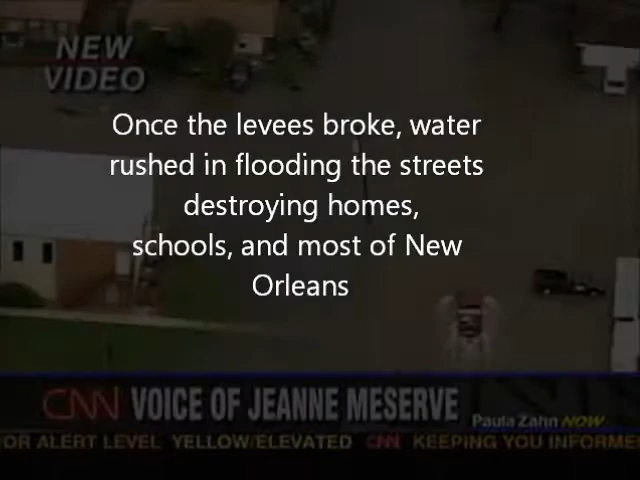 NEW
VIDEO
Once the levees broke, water
rushed in flooding the streets
destroying homes,
schools, and most of New
Orleans
CNN VOICE OF JEANNE MESERVE
Paula Zahn NOW
OR ALERT LEVEL YELLOW/ELEVATED CNN KEEPING YOU INFORME